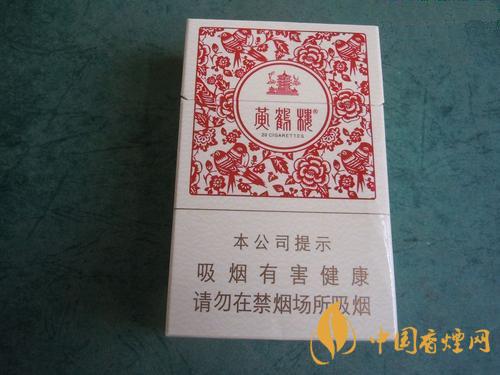 黄鹤楼®
20 CIGARETTES
本公司提示
吸烟有害健康
请勿在禁烟场所吸烟
中国香煙网